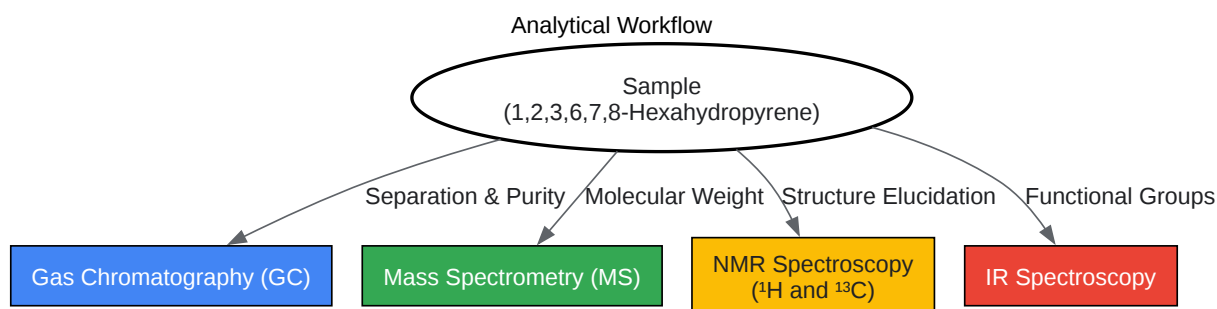 Analytical Workflow
Sample
(1,2,3,6,7,8-Hexahydropyrene)
Separation & Purity
Molecular Weight
Structure Elucidation
Functional Groups
Gas Chromatography (GC)
Mass Spectrometry (MS)
NMR Spectroscopy
(¹H and ¹³C)
IR Spectroscopy